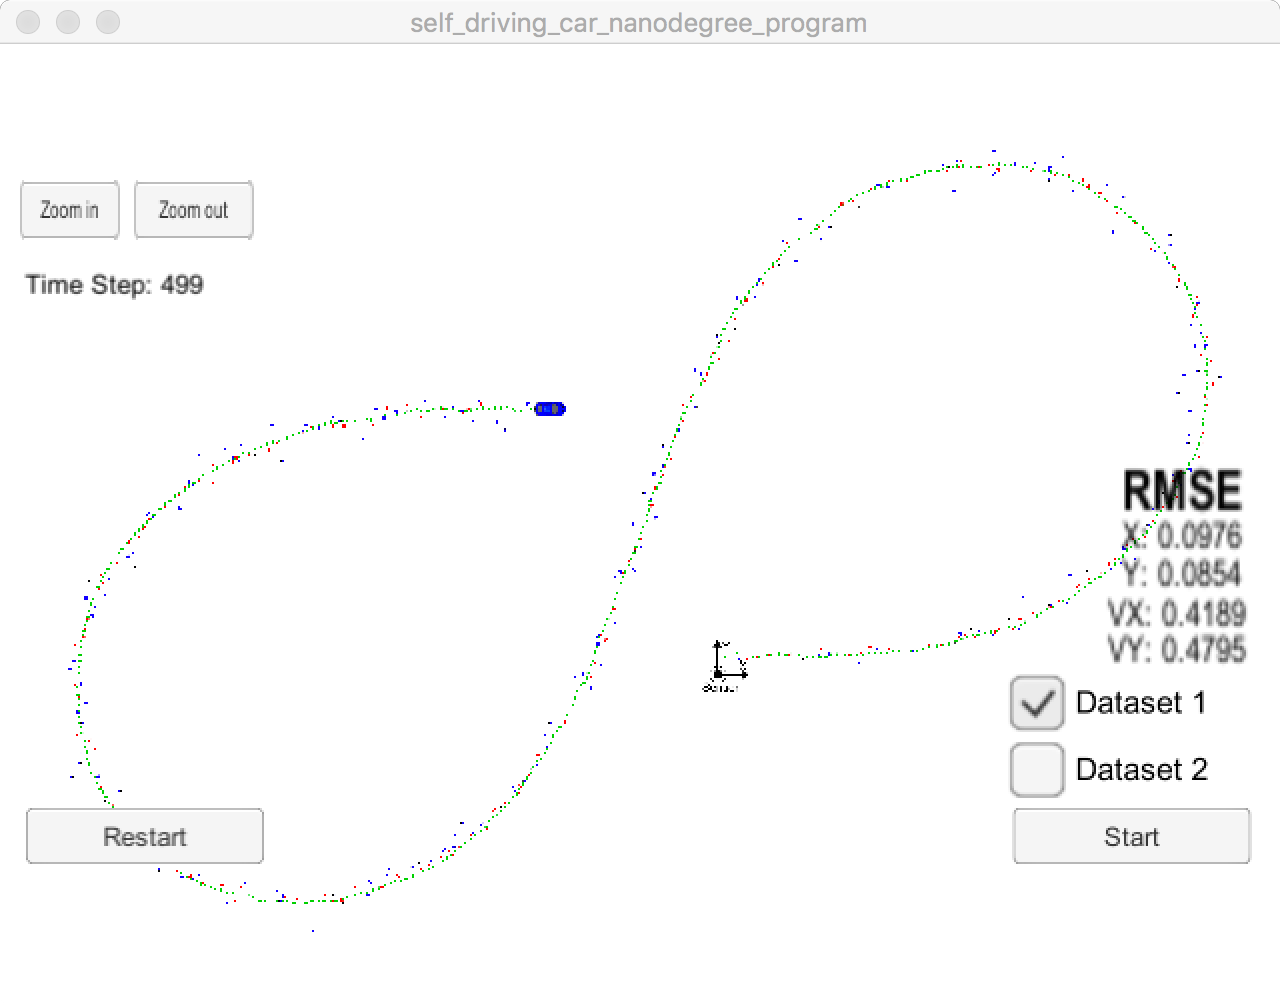 self_driving_car_nanodegree_program
Zoom in
Zoom out
Time Step: 499
RMSE
X: 0.0976
Y: 0.0854
VX: 0.4189
VY: 0.4795
Dataset 1
Dataset 2
Restart
Start